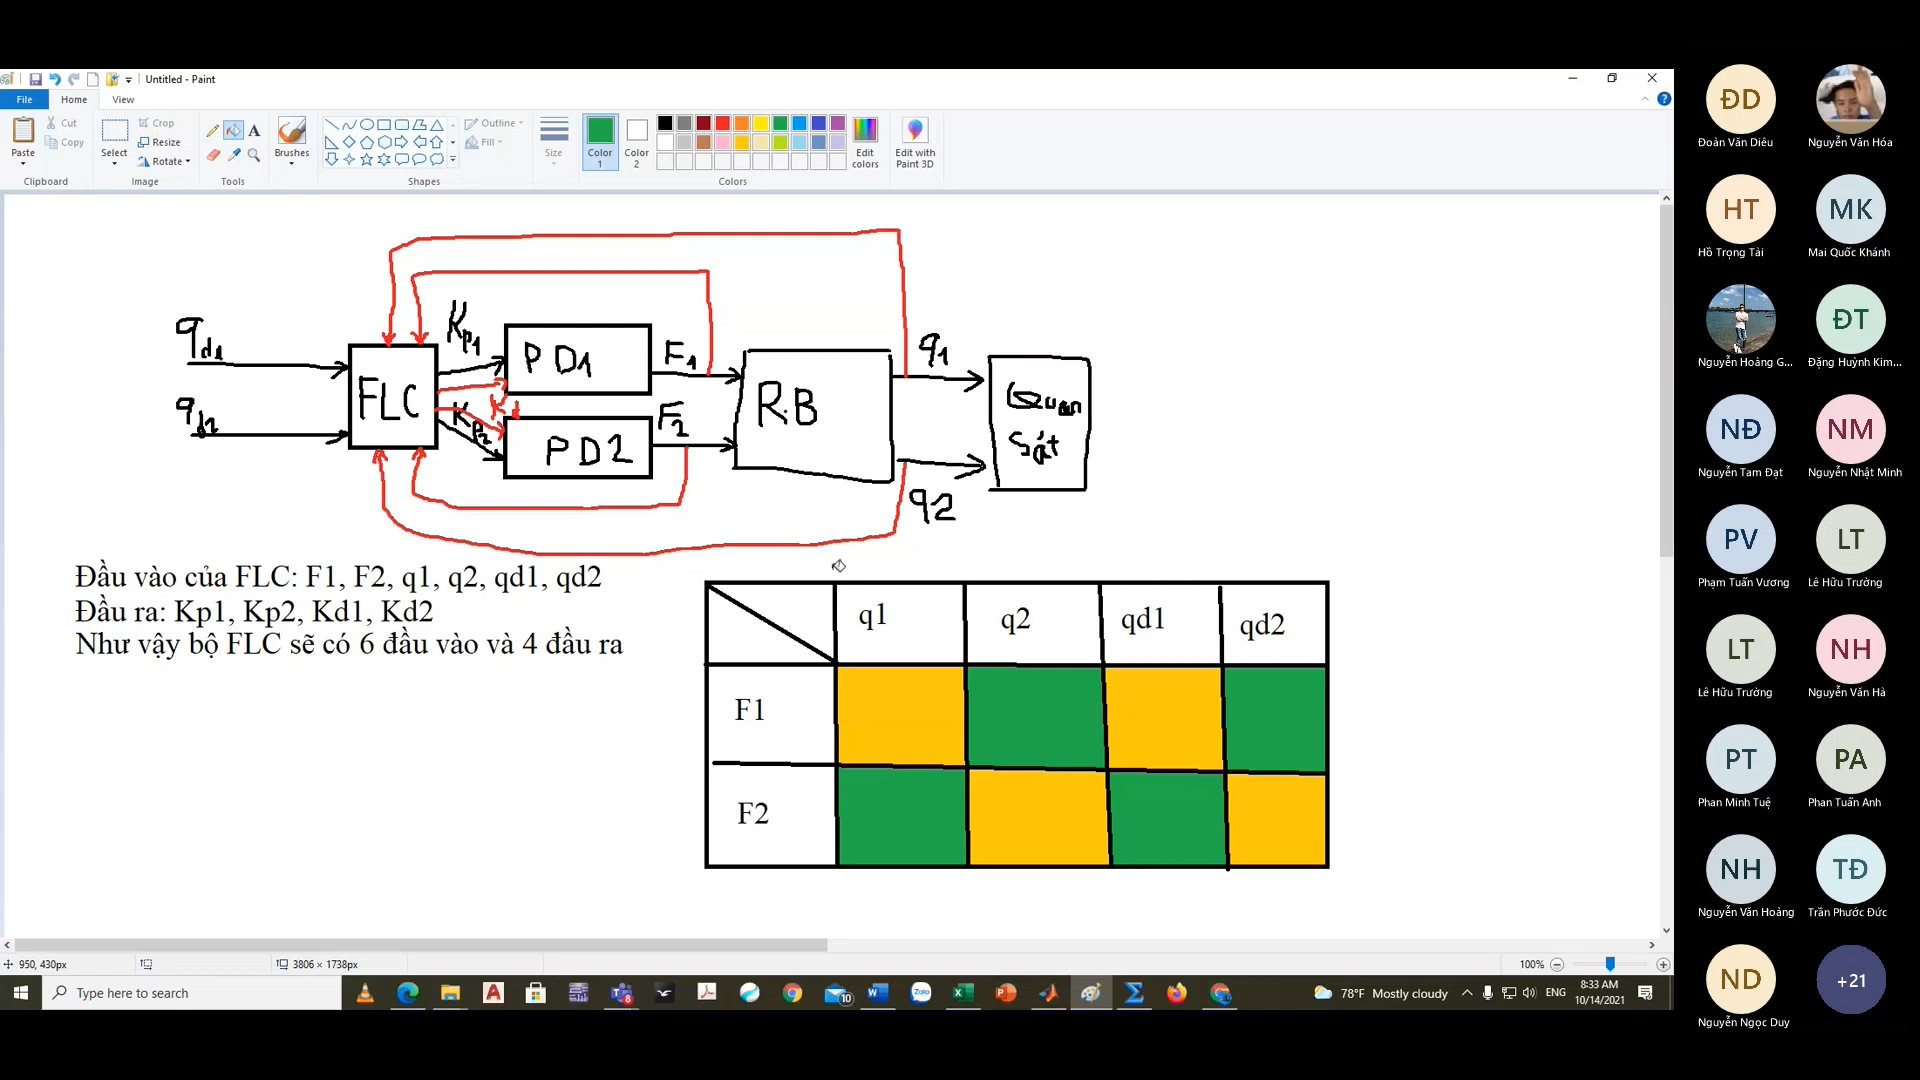 Untitled - Paint
File
Home
View
Paste
Cut
Copy
Clipboard
Select
Crop
Resize
Rotate
Image
A
Tools
Brushes
Shapes
Outline
Fill
Size
Color 1
Color 2
Colors
Edit colors
Edit with Paint 3D
qd1
qd2
FLC
Kp1
Kd
Kp2
PD1
PD2
F1
F2
RB
q1
q2
Quan
Sát
Đầu vào của FLC: F1, F2, q1, q2, qd1, qd2
Đầu ra: Kp1, Kp2, Kd1, Kd2
Như vậy bộ FLC sẽ có 6 đầu vào và 4 đầu ra
q1 q2 qd1 qd2
F1
F2
950, 430px
3806 × 1738px
100%
Type here to search
78°F Mostly cloudy
ENG
8:33 AM
10/14/2021
ĐD
Đoàn Văn Diêu
Nguyễn Văn Hóa
HT
Hồ Trọng Tài
MK
Mai Quốc Khánh
Nguyễn Hoàng G...
ĐT
Đặng Huỳnh Kim...
NĐ
Nguyễn Tam Đạt
NM
Nguyễn Nhật Minh
PV
Phạm Tuấn Vương
LT
Lê Hữu Trường
LT
Lê Hữu Trường
NH
Nguyễn Văn Hà
PT
Phan Minh Tuệ
PA
Phan Tuấn Anh
NH
Nguyễn Văn Hoàng
TĐ
Trần Phước Đức
ND
Nguyễn Ngọc Duy
+21